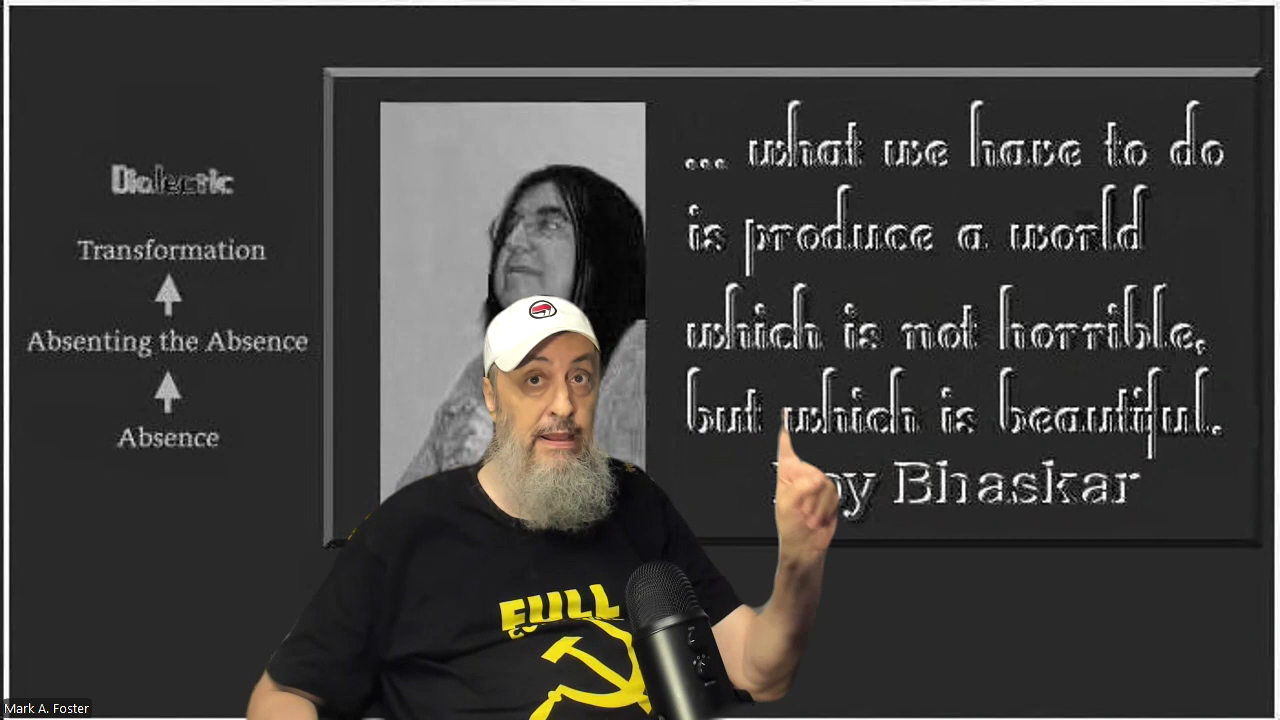 Dialectic
Transformation
Absenting the Absence
Absence
... what we have to do
is produce a world
which is not horrible,
but which is beautiful.
Roy Bhaskar
FULL
Mark A. Foster